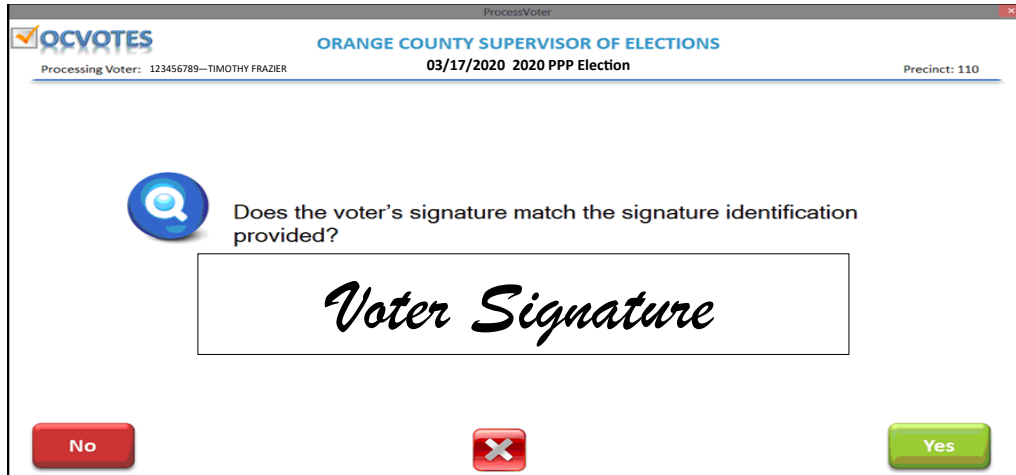 ProcessVoter
OCVOTES
ORANGE COUNTY SUPERVISOR OF ELECTIONS
Processing Voter: 123456789—TIMOTHY FRAZIER
03/17/2020 2020 PPP Election
Precinct: 110
Does the voter's signature match the signature identification
provided?
Voter Signature
No
Yes